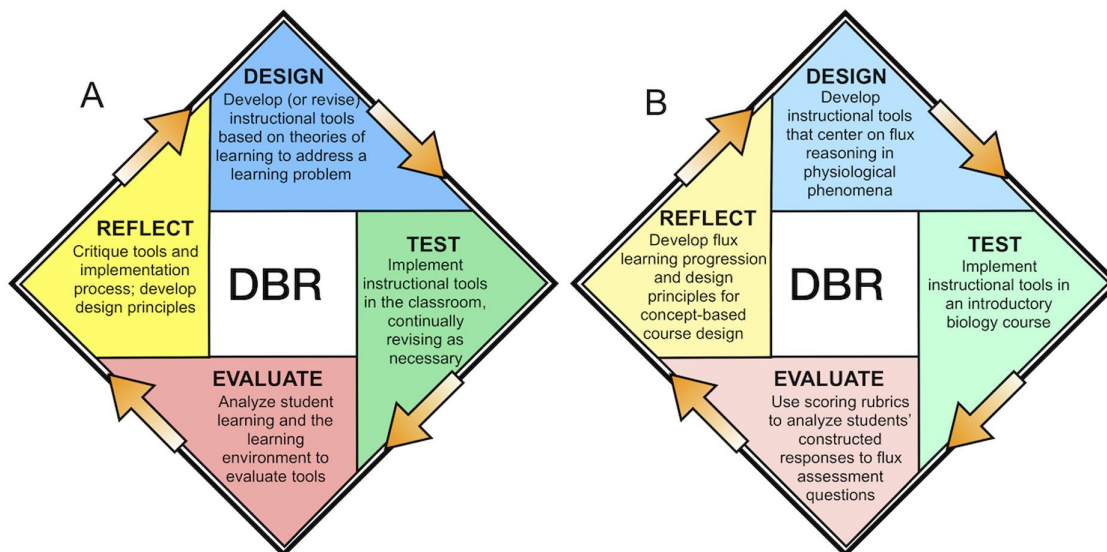 A
DESIGN
Develop (or revise)
instructional tools
based on theories of
learning to address a
learning problem
REFLECT
Critique tools and
implementation
process; develop
design principles
DBR
TEST
Implement
instructional tools
in the classroom,
continually
revising as
necessary
EVALUATE
Analyze student
learning and the
learning
environment to
evaluate tools
B
DESIGN
Develop
instructional tools
that center on flux
reasoning in
physiological
phenomena
REFLECT
Develop flux
learning progression
and design
principles for
concept-based
course design
DBR
TEST
Implement
instructional tools in
an introductory
biology course
EVALUATE
Use scoring rubrics
to analyze students’
constructed
responses to flux
assessment
questions